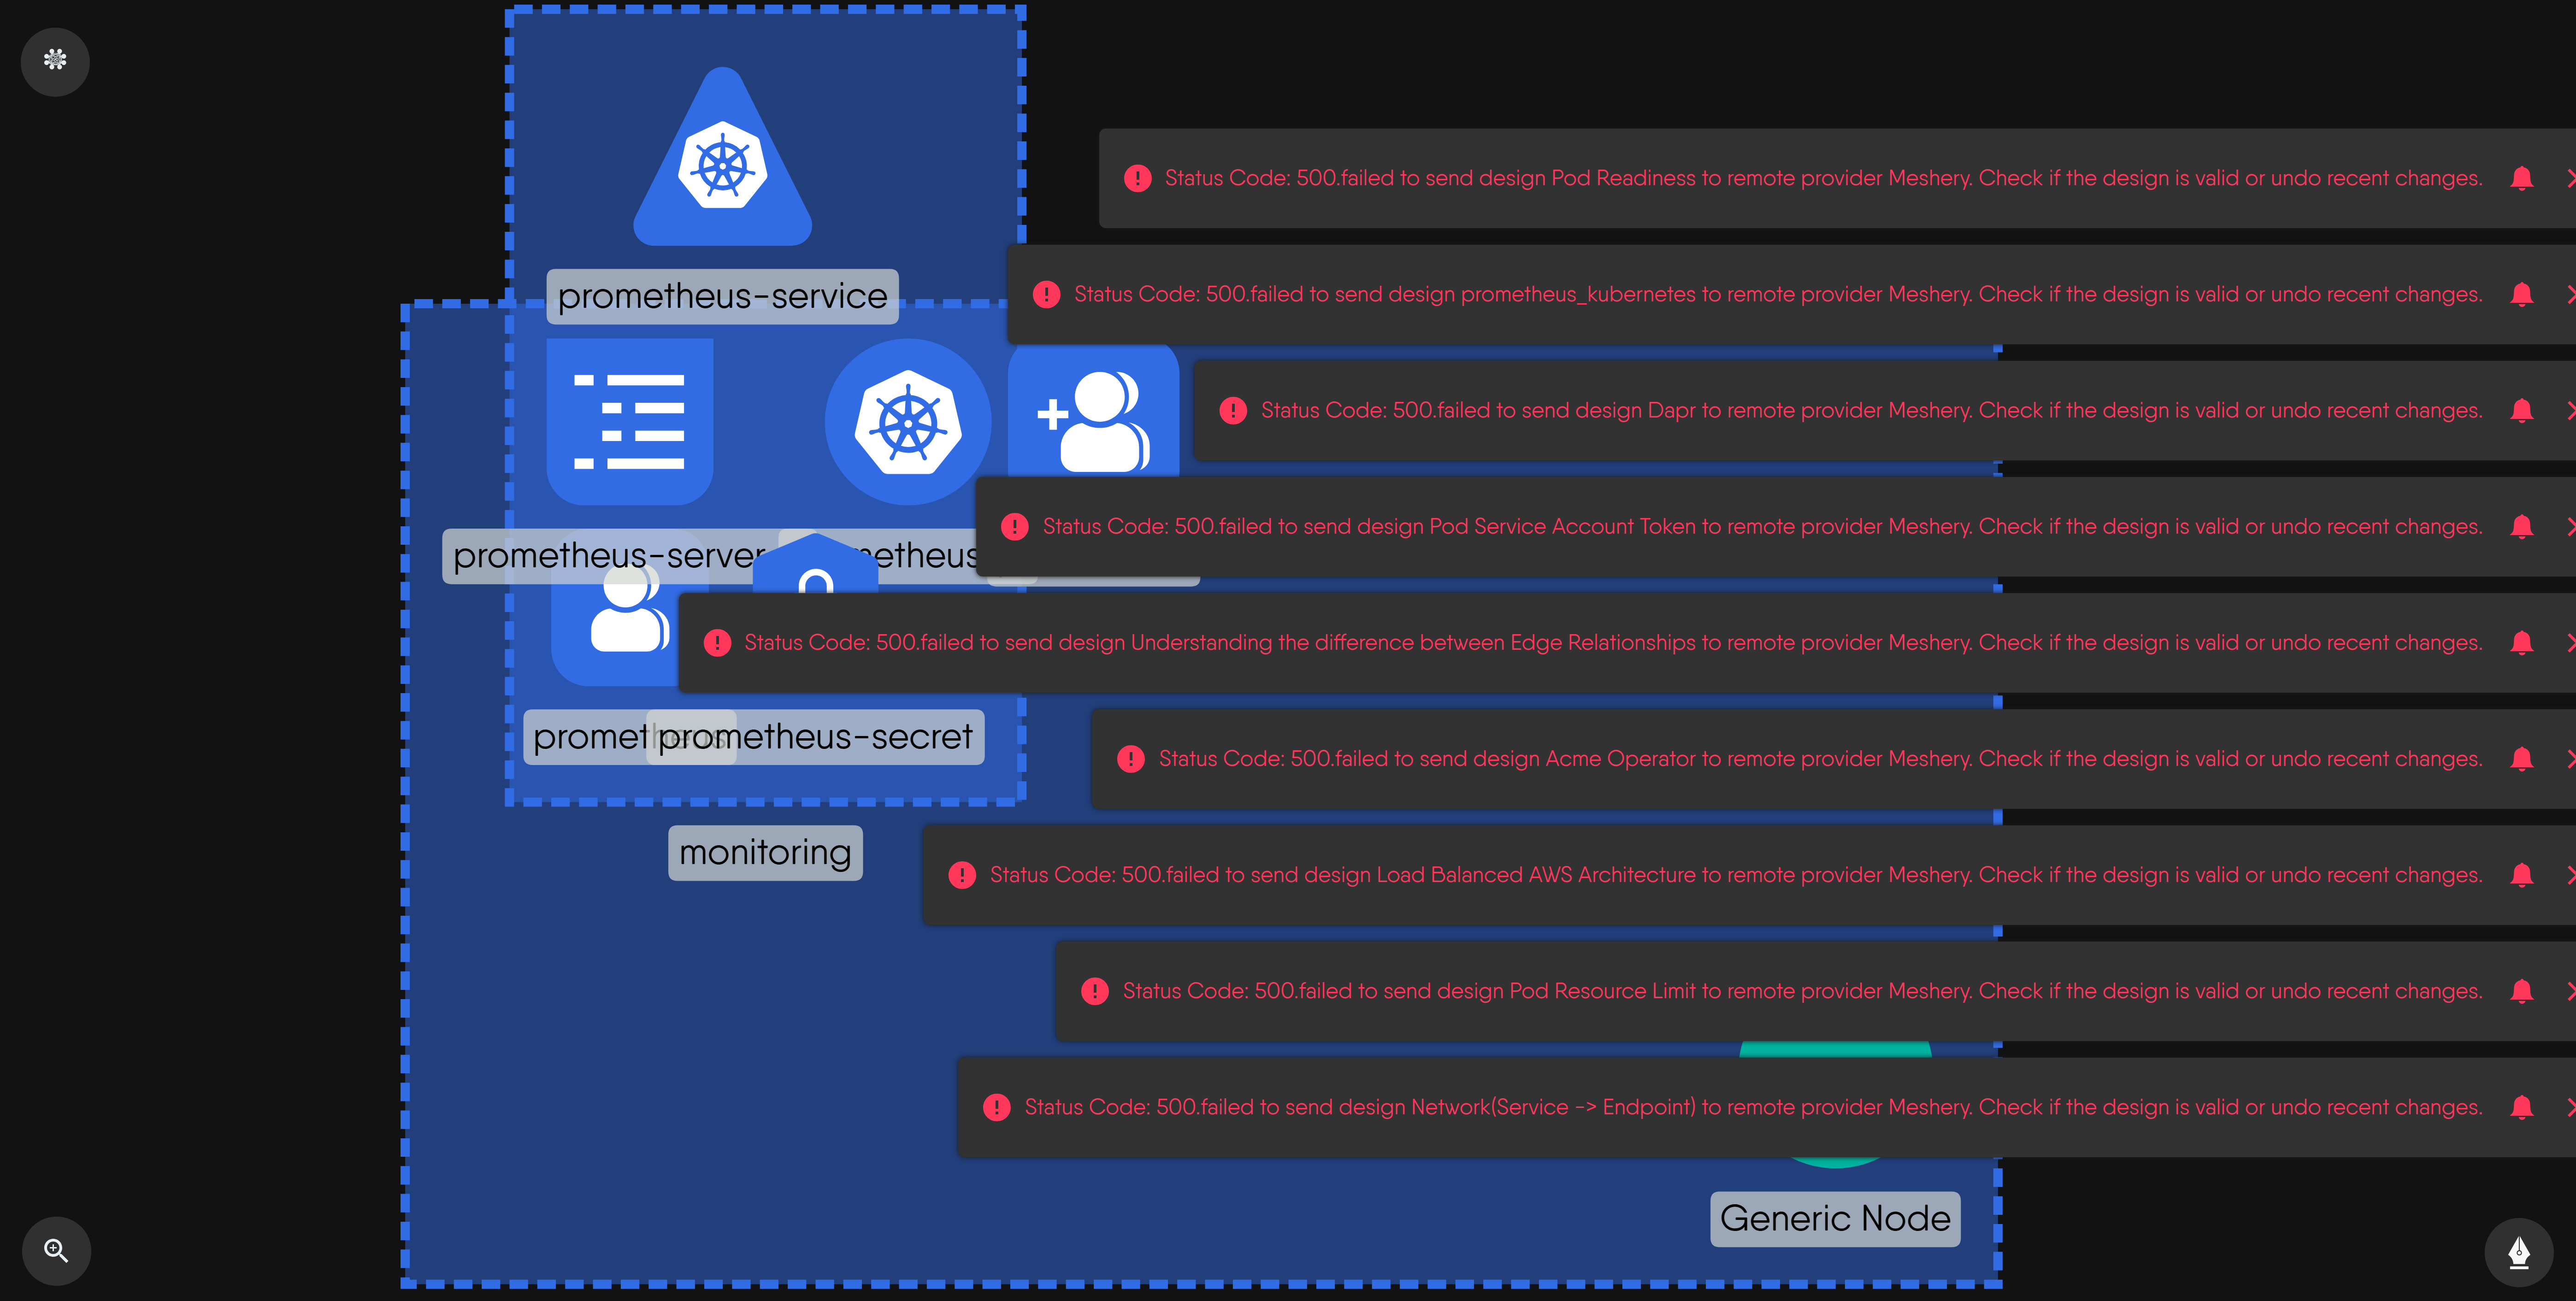 Status Code: 500.failed to send design Pod Readiness to remote provider Meshery. Check if the design is valid or undo recent changes.
prometheus-service
Status Code: 500.failed to send design prometheus_kubernetes to remote provider Meshery. Check if the design is valid or undo recent changes.
Status Code: 500.failed to send design Dapr to remote provider Meshery. Check if the design is valid or undo recent changes.
Status Code: 500.failed to send design Pod Service Account Token to remote provider Meshery. Check if the design is valid or undo recent changes.
prometheus-server
Status Code: 500.failed to send design Understanding the difference between Edge Relationships to remote provider Meshery. Check if the design is valid or undo recent changes.
prometheus prometheus-secret
Status Code: 500.failed to send design Acme Operator to remote provider Meshery. Check if the design is valid or undo recent changes.
monitoring
Status Code: 500.failed to send design Load Balanced AWS Architecture to remote provider Meshery. Check if the design is valid or undo recent changes.
Status Code: 500.failed to send design Pod Resource Limit to remote provider Meshery. Check if the design is valid or undo recent changes.
Status Code: 500.failed to send design Network(Service -> Endpoint) to remote provider Meshery. Check if the design is valid or undo recent changes.
Generic Node